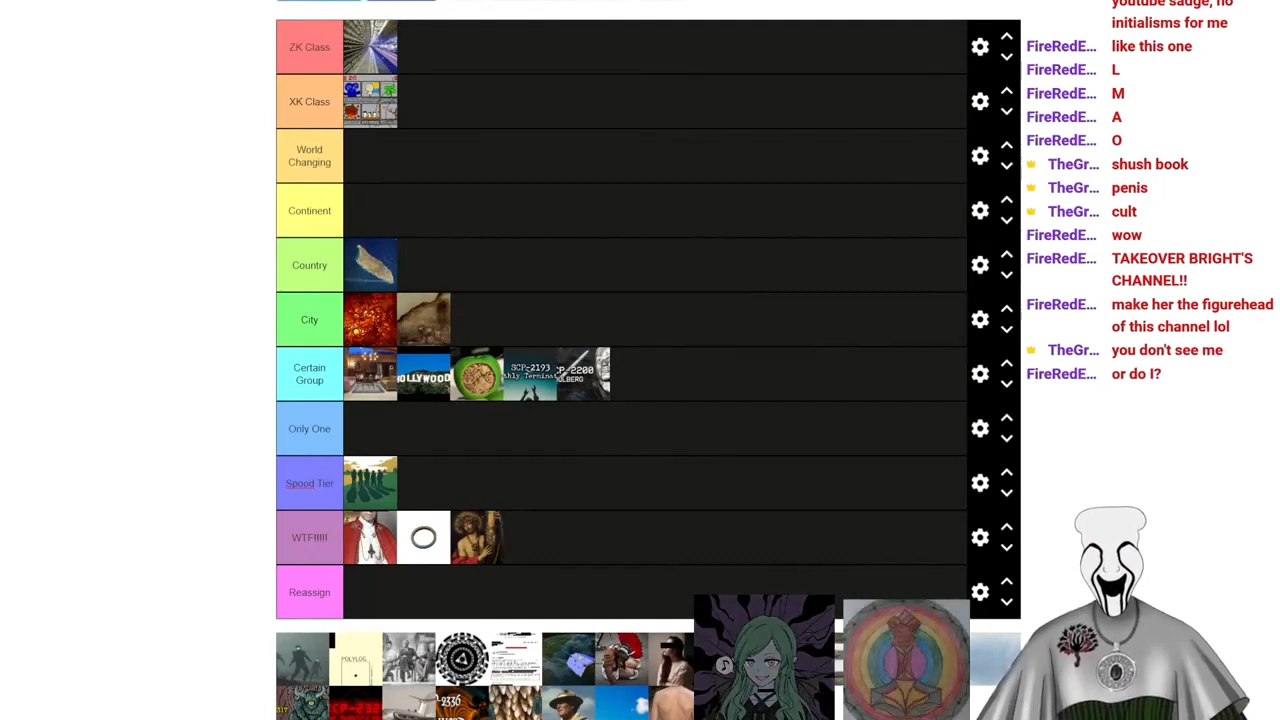 ZK Class
XK Class
World
Changing
Continent
Country
City
Certain
Group
HOLLYWOOD
SCP-2193
CP-2200
Only One
Spood Tier
WTF!!!!!
Reassign
POLYLOG
2336
youtube sadge, no
initialisms for me
FireRedE... like this one
FireRedE... L
FireRedE... M
FireRedE... A
FireRedE... O
TheGr... shush book
TheGr... penis
TheGr... cult
FireRedE... wow
FireRedE... TAKEOVER BRIGHT'S
CHANNEL!!
FireRedE... make her the figurehead
of this channel lol
TheGr... you don't see me
FireRedE... or do I?